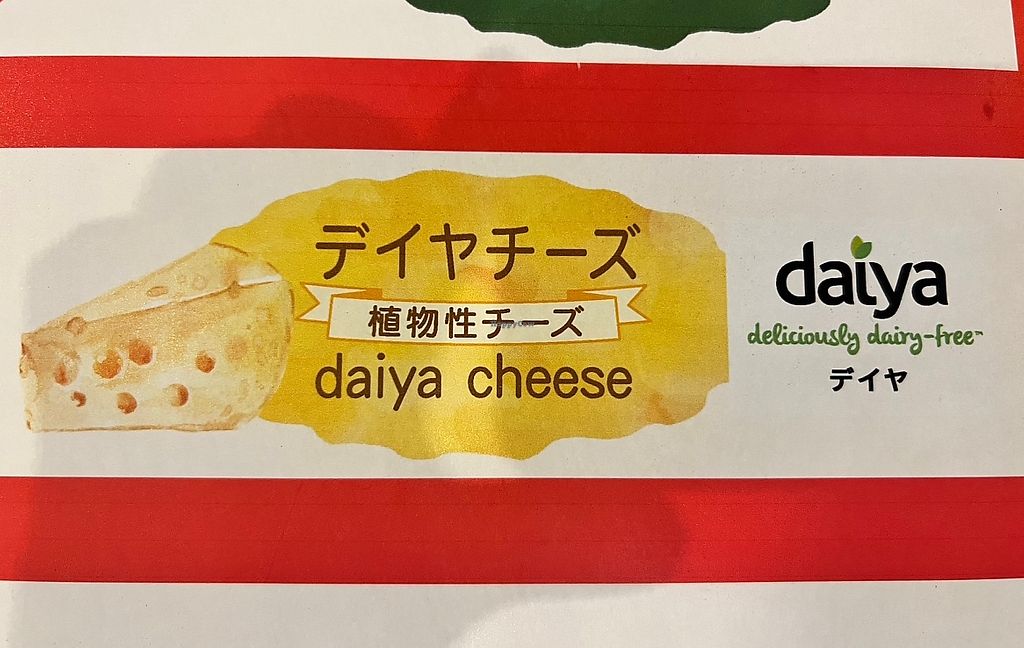 デイヤチーズ
植物性チーズ
daiya cheese
daiya
deliciously dairy-free™
デイヤ